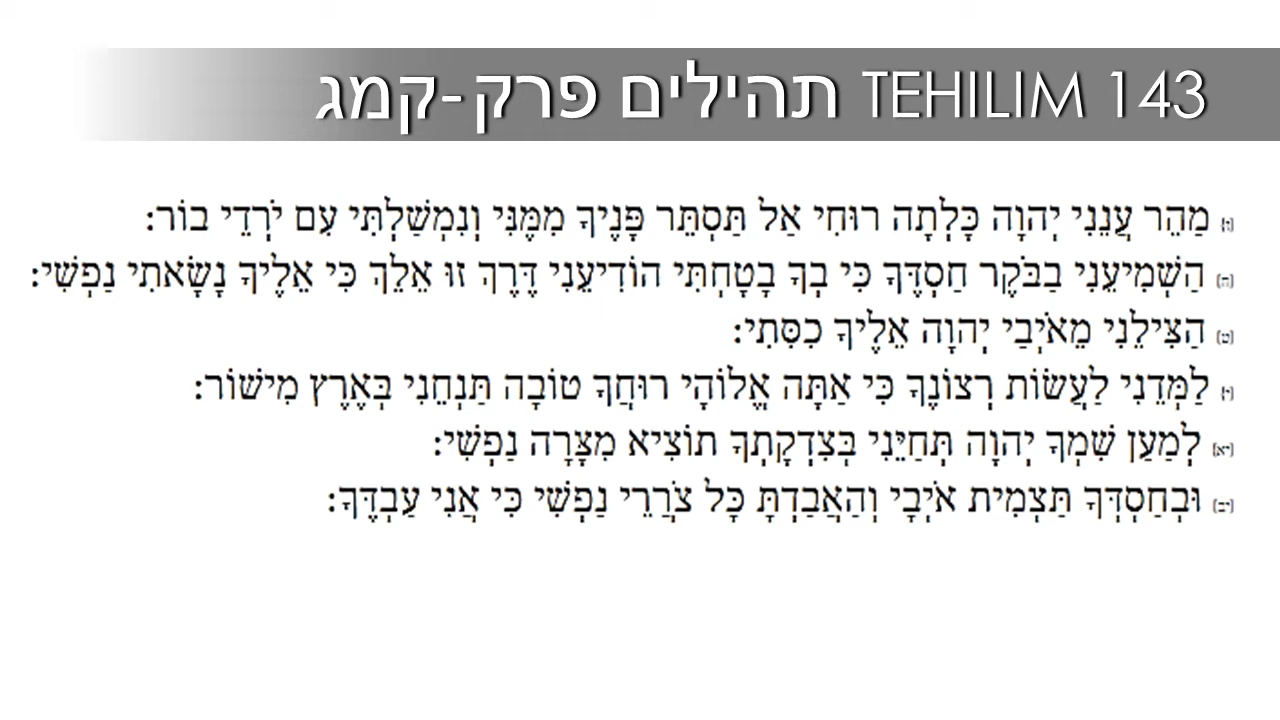 TEHILIM 143 תהילים פרק-קמג
(ז) מַהֵר עֲנֵנִי יְהוָה כָּלְתָה רוּחִי אַל תַּסְתֵּר פָּנֶיךָ מִמֶּנִּי וְנִמְשַׁלְתִּי עִם יֹרְדֵי בוֹר:
(ח) הַשְׁמִיעֵנִי בַבֹּקֶר חַסְדֶּךָ כִּי בְךָ בָטָחְתִּי הוֹדִיעֵנִי דֶּרֶךְ זוּ אֵלֵךְ כִּי אֵלֶיךָ נָשָׂאתִי נַפְשִׁי:
(ט) הַצִּילֵנִי מֵאֹיְבַי יְהוָה אֵלֶיךָ כִסִּתִי:
(י) לַמְּדֵנִי לַעֲשׂוֹת רְצוֹנֶךָ כִּי אַתָּה אֱלוֹהָי רוּחֲךָ טוֹבָה תַּנְחֵנִי בְּאֶרֶץ מִישׁוֹר:
(יא) לְמַעַן שִׁמְךָ יְהוָה תְּחַיֵּנִי בְּצִדְקָתְךָ תוֹצִיא מִצָּרָה נַפְשִׁי:
(יב) וּבְחַסְדְּךָ תַּצְמִית אֹיְבָי וְהַאֲבַדְתָּ כָּל צֹרֲרֵי נַפְשִׁי כִּי אֲנִי עַבְדֶּךָ: